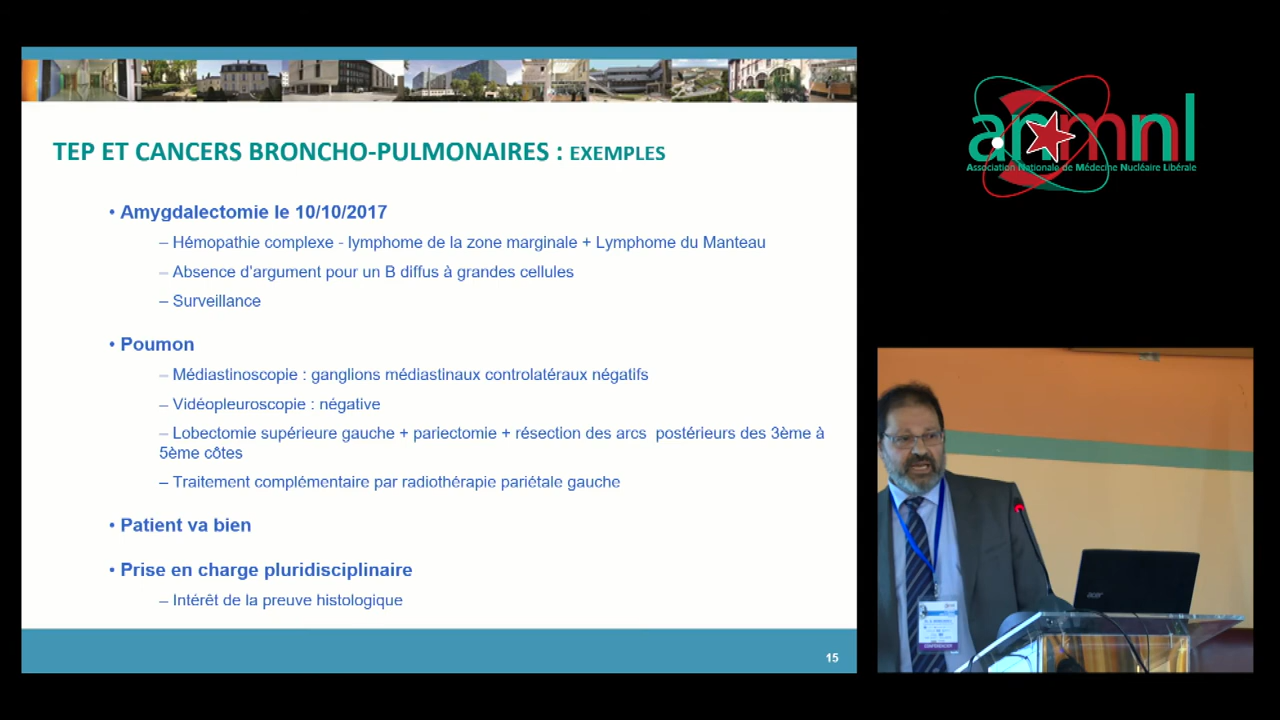 TEP ET CANCERS BRONCHO-PULMONAIRES : EXEMPLES
• Amygdalectomie le 10/10/2017
– Hémopathie complexe - lymphome de la zone marginale + Lymphome du Manteau
– Absence d'argument pour un B diffus à grandes cellules
– Surveillance
• Poumon
– Médiastinoscopie : ganglions médiastinaux controlatéraux négatifs
– Vidéopleuroscopie : négative
– Lobectomie supérieure gauche + pariectomie + résection des arcs postérieurs des 3ème à
5ème côtes
– Traitement complémentaire par radiothérapie pariétale gauche
• Patient va bien
• Prise en charge pluridisciplinaire
– Intérêt de la preuve histologique
15
anmnl
Association Nationale de Médecine Nucléaire Libérale
acer
CONFÉRENCIER